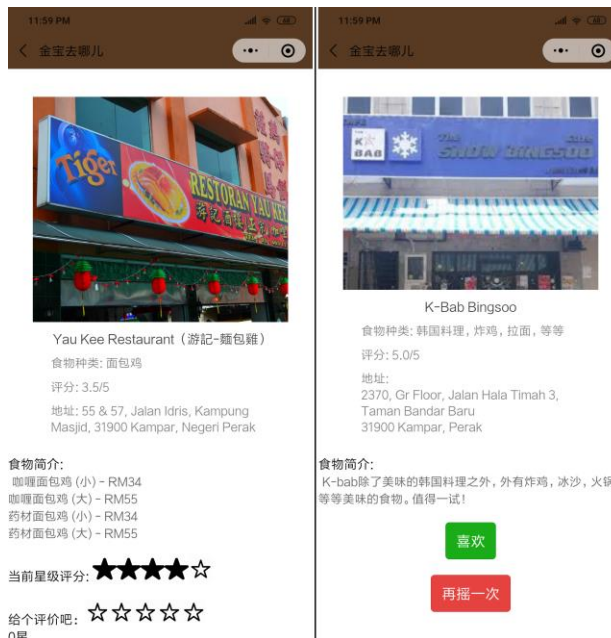 11:59 PM
68
金宝去哪儿
Tiger
RESTORAN YAU KEE
Yau Kee Restaurant（游記-麵包雞）
食物种类: 面包鸡
评分: 3.5/5
地址: 55 & 57, Jalan Idris, Kampung
Masjid, 31900 Kampar, Negeri Perak
食物简介:
咖喱面包鸡 (小) - RM34
咖喱面包鸡 (大) - RM55
药材面包鸡 (小) - RM34
药材面包鸡 (大) - RM55
当前星级评分: ★★★★☆
给个评价吧: ☆☆☆☆☆
0星
11:59 PM
68
金宝去哪儿
K
BAB
The
SNOW BINGSOO
K-Bab Bingsoo
食物种类: 韩国料理，炸鸡，拉面，等等
评分: 5.0/5
地址:
2370, Gr Floor, Jalan Hala Timah 3,
Taman Bandar Baru
31900 Kampar, Perak
食物简介:
K-bab除了美味的韩国料理之外，外有炸鸡，冰沙，火锅
等等美味的食物。值得一试！
喜欢
再摇一次